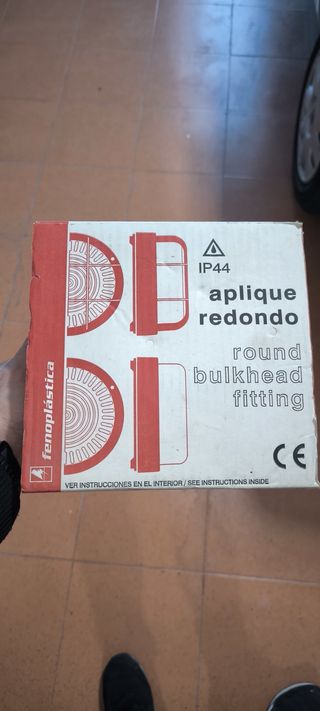 IP44
aplique
redondo
round
bulkhead
fitting
fenoplástica
CE
VER INSTRUCCIONES EN EL INTERIOR / SEE INSTRUCTIONS INSIDE